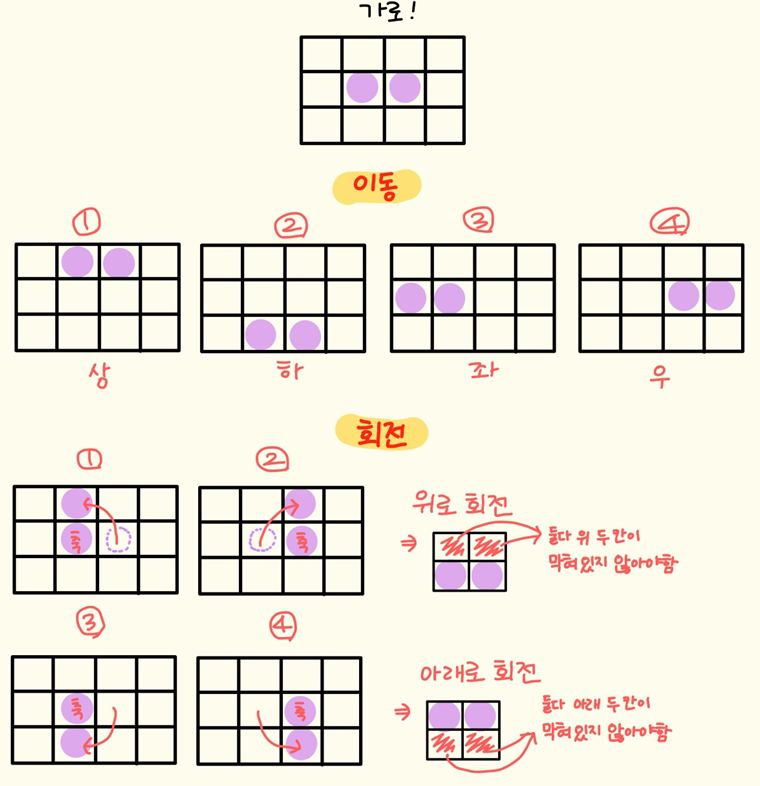 가로!
이동
① ② ③ ④
상 하 좌 우
회전
① ②
축 축
⇒ 위로 회전
둘다 위 두칸이
막혀있지 않아야함
③ ④
축 축
⇒ 아래로 회전
둘다 아래 두칸이
막혀있지 않아야함